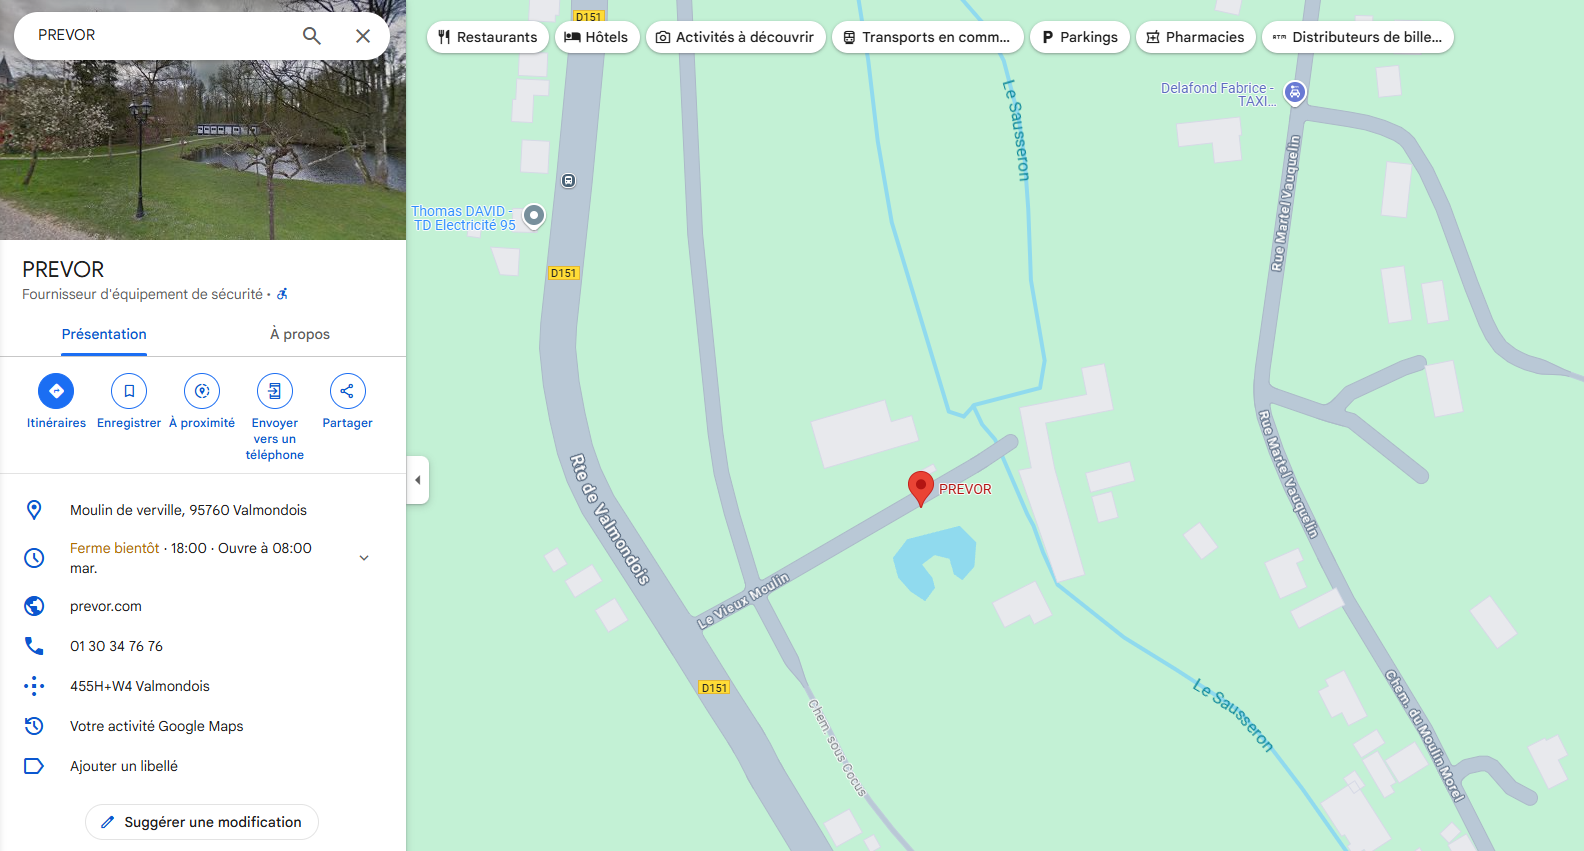 PREVOR
PREVOR
Fournisseur d'équipement de sécurité ·
Présentation
À propos
Itinéraires
Enregistrer
À proximité
Envoyer
vers un
téléphone
Partager
Moulin de verville, 95760 Valmondois
Ferme bientôt · 18:00 · Ouvre à 08:00
mar.
prevor.com
01 30 34 76 76
455H+W4 Valmondois
Votre activité Google Maps
Ajouter un libellé
Suggérer une modification
Restaurants
Hôtels
Activités à découvrir
Transports en comm...
P Parkings
Pharmacies
ATM Distributeurs de bille...
D151
Le Sausseron
Delafond Fabrice -
TAXI...
Rue Martel Vauquelin
Thomas DAVID -
TD Electricité 95
D151
Rte de Valmondois
PREVOR
Rue Martel Vauquelin
Le Vieux Moulin
D151
Chem. sous Cocus
Le Sausseron
Chem. du Moulin Morel